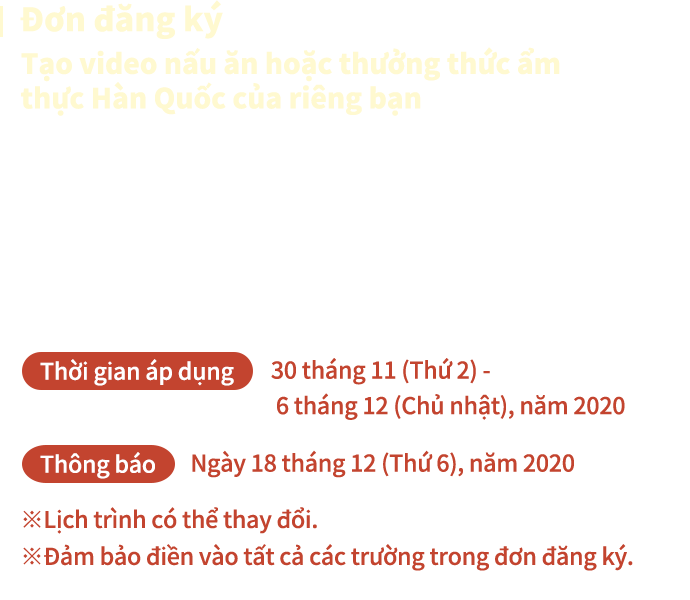 Đơn đăng ký
Tạo video nấu ăn hoặc thưởng thức ẩm
thực Hàn Quốc của riêng bạn
Thời gian áp dụng 30 tháng 11 (Thứ 2) -
6 tháng 12 (Chủ nhật), năm 2020
Thông báo Ngày 18 tháng 12 (Thứ 6), năm 2020
※Lịch trình có thể thay đổi.
※Đảm bảo điền vào tất cả các trường trong đơn đăng ký.